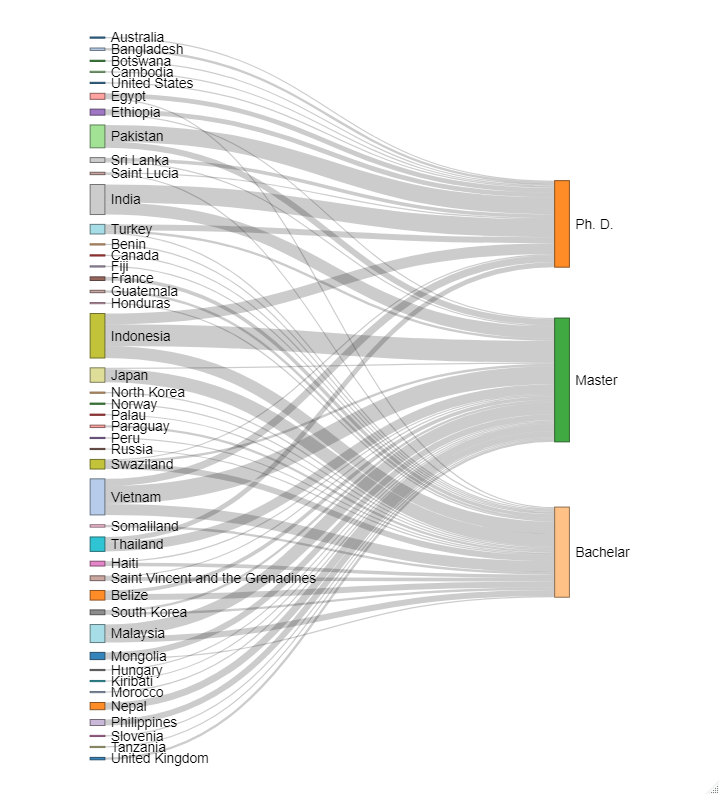 Australia
Bangladesh
Botswana
Cambodia
United States
Egypt
Ethiopia
Pakistan
Sri Lanka
Saint Lucia
India
Turkey
Benin
Canada
Fiji
France
Guatemala
Honduras
Indonesia
Japan
North Korea
Norway
Palau
Paraguay
Peru
Russia
Swaziland
Vietnam
Somaliland
Thailand
Haiti
Saint Vincent and the Grenadines
Belize
South Korea
Malaysia
Mongolia
Hungary
Kiribati
Morocco
Nepal
Philippines
Slovenia
Tanzania
United Kingdom
Ph. D.
Master
Bachelar